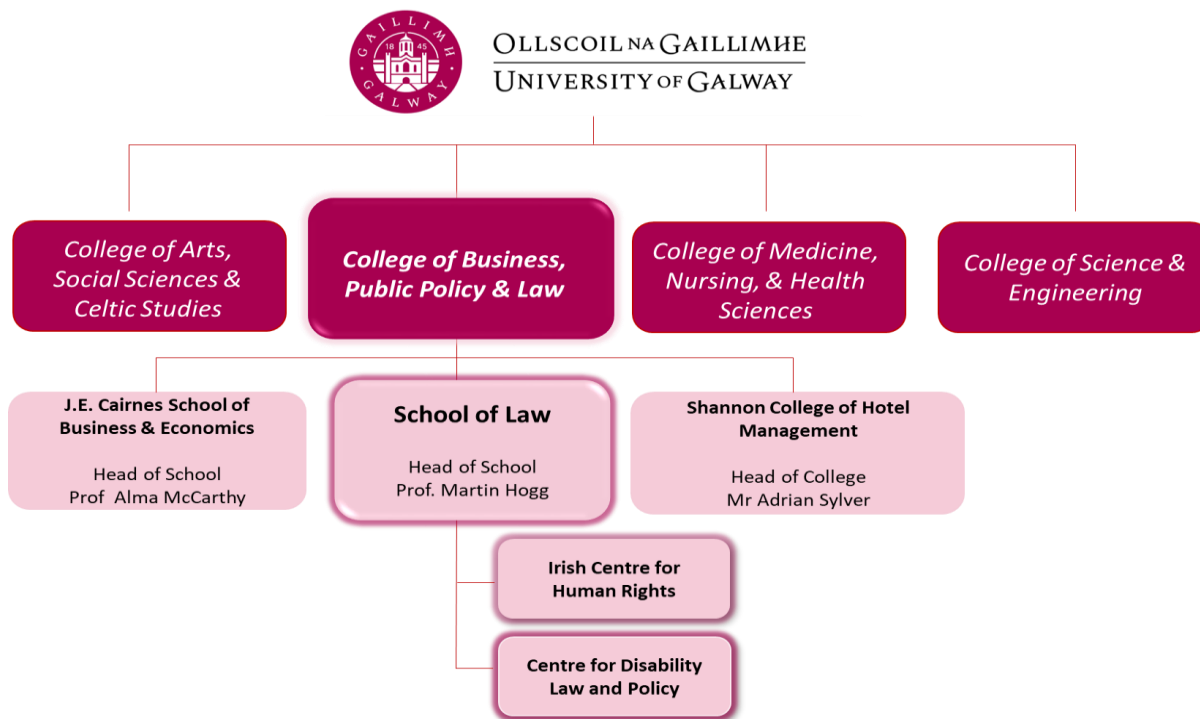 GAILLIMH
18 45
GALWAY
OLLSCOIL NA GAILLIMHE
UNIVERSITY OF GALWAY
College of Arts,
Social Sciences &
Celtic Studies
College of Business,
Public Policy & Law
College of Medicine,
Nursing, & Health
Sciences
College of Science &
Engineering
J.E. Cairnes School of
Business & Economics
Head of School
Prof Alma McCarthy
School of Law
Head of School
Prof. Martin Hogg
Shannon College of Hotel
Management
Head of College
Mr Adrian Sylver
Irish Centre for
Human Rights
Centre for Disability
Law and Policy